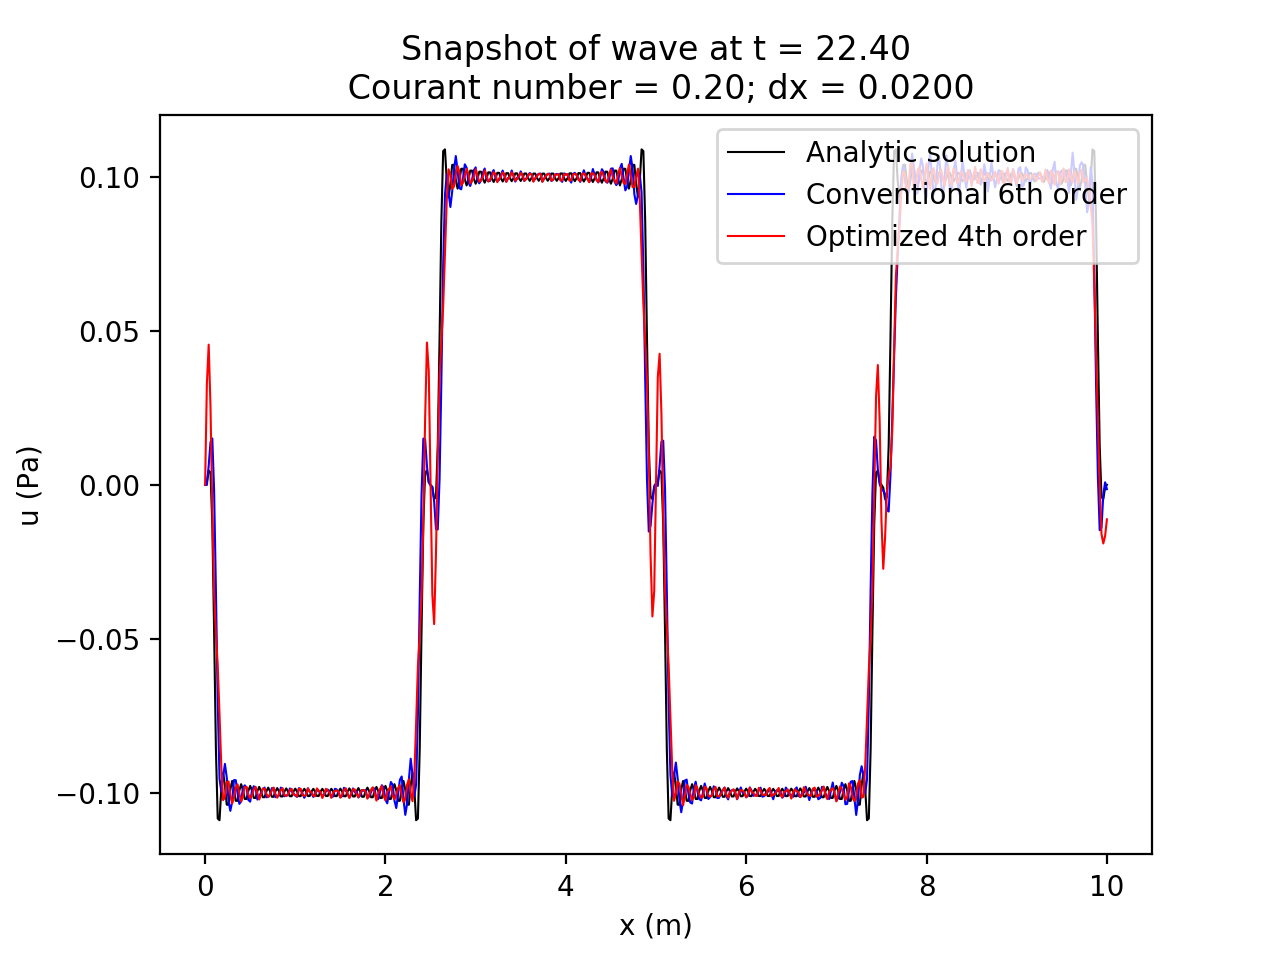 Snapshot of wave at t = 22.40
Courant number = 0.20; dx = 0.0200
Analytic solution
Conventional 6th order
Optimized 4th order
0.10
0.05
0.00
−0.05
−0.10
u (Pa)
0 2 4 6 8 10
x (m)